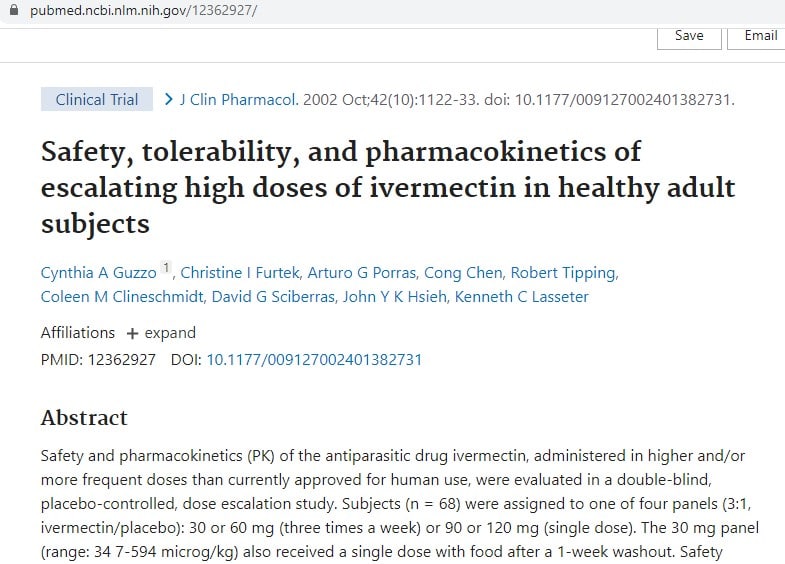 pubmed.ncbi.nlm.nih.gov/12362927/
Save Email
Clinical Trial > J Clin Pharmacol. 2002 Oct;42(10):1122-33. doi: 10.1177/009127002401382731.
Safety, tolerability, and pharmacokinetics of
escalating high doses of ivermectin in healthy adult
subjects
Cynthia A Guzzo 1, Christine I Furtek, Arturo G Porras, Cong Chen, Robert Tipping,
Coleen M Clineschmidt, David G Sciberras, John Y K Hsieh, Kenneth C Lasseter
Affiliations + expand
PMID: 12362927 DOI: 10.1177/009127002401382731
Abstract
Safety and pharmacokinetics (PK) of the antiparasitic drug ivermectin, administered in higher and/or
more frequent doses than currently approved for human use, were evaluated in a double-blind,
placebo-controlled, dose escalation study. Subjects (n = 68) were assigned to one of four panels (3:1,
ivermectin/placebo): 30 or 60 mg (three times a week) or 90 or 120 mg (single dose). The 30 mg panel
(range: 34 7-594 microg/kg) also received a single dose with food after a 1-week washout. Safety